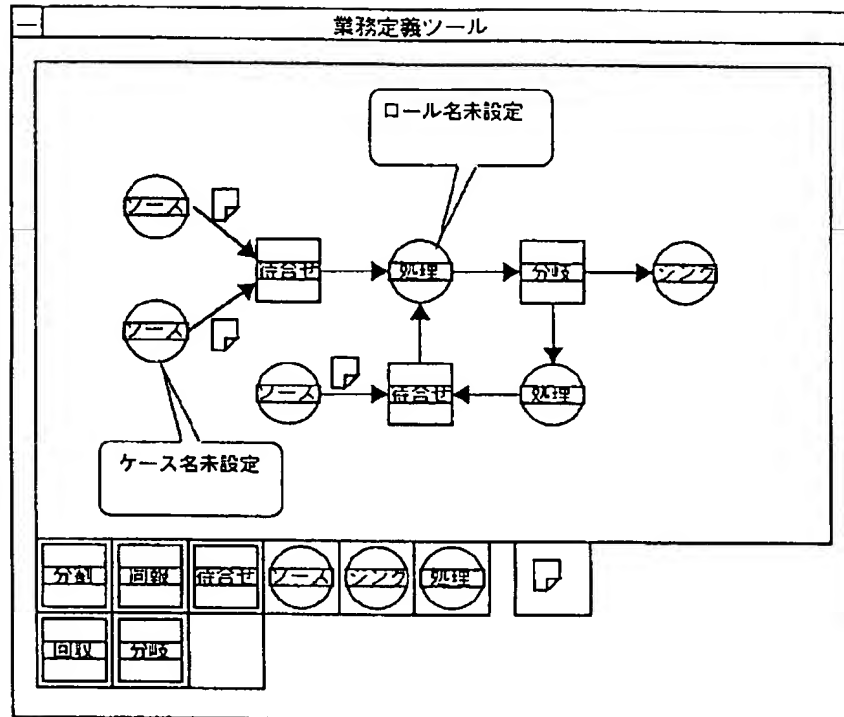 業務定義ツール
ロール名未設定
ソース
待合せ
処理
分岐
シンク
ソース
ソース
待合せ
処理
ケース名未設定
分割
同報
待合せ
ソース
シンク
処理
回収
分岐